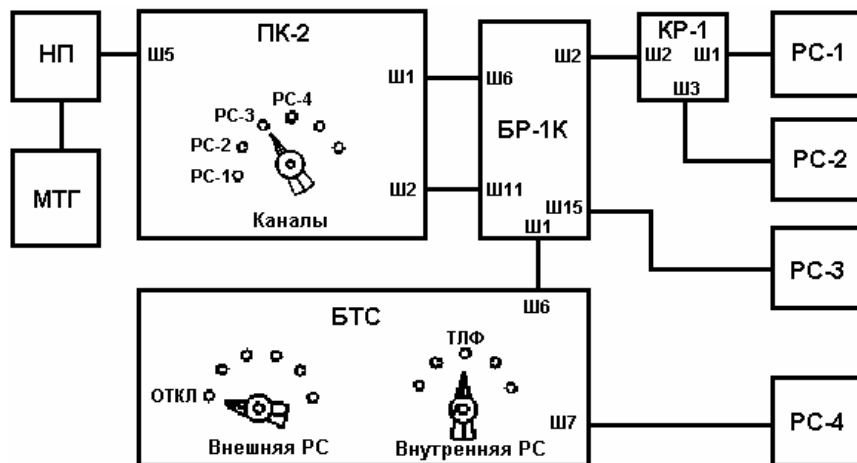 НП
МТГ
ПК-2
Ш5
Ш1
Ш2
РС-4
РС-3
РС-2
РС-1
Каналы
БР-1К
Ш6
Ш11
Ш2
Ш15
Ш1
КР-1
Ш2
Ш1
Ш3
РС-1
РС-2
РС-3
РС-4
БТС
Ш6
Ш7
ОТКЛ
Внешняя РС
ТЛФ
Внутренняя РС